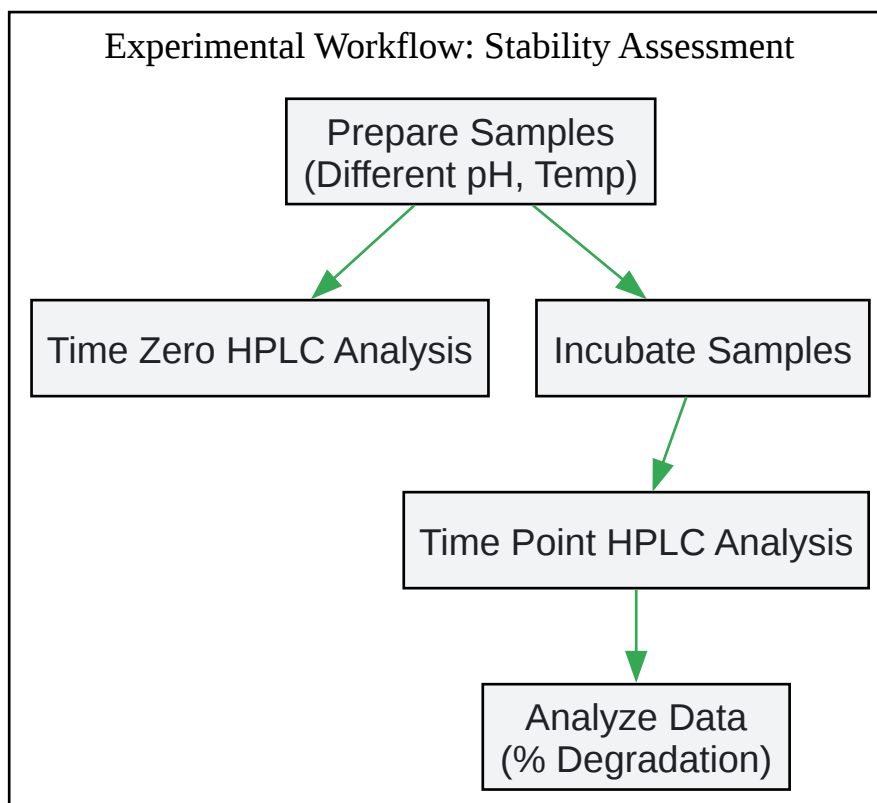 Experimental Workflow: Stability Assessment
Prepare Samples
(Different pH, Temp)
Time Zero HPLC Analysis
Incubate Samples
Time Point HPLC Analysis
Analyze Data
(% Degradation)